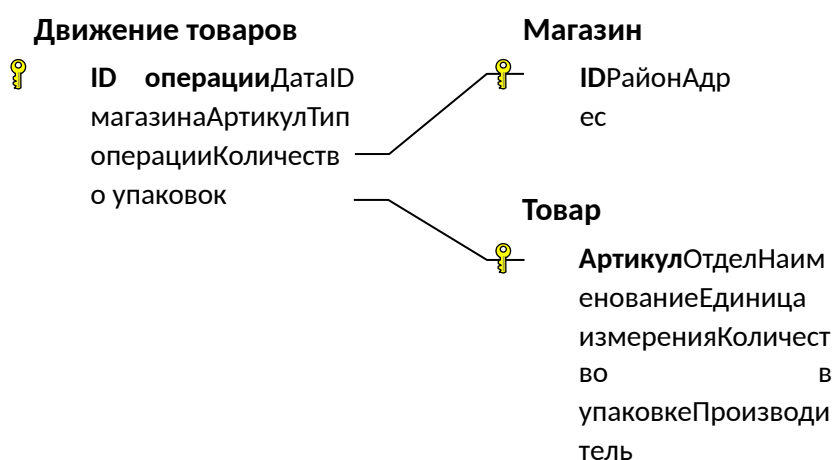 Движение товаров
ID операцииДатаID
магазинаАртикулТип
операцииКоличеств
о упаковок
Магазин
IDРайонАдр
ес
Товар
АртикулОтделНаим
енованиеЕдиница
измеренияКоличест
во в
упаковкеПроизводи
тель